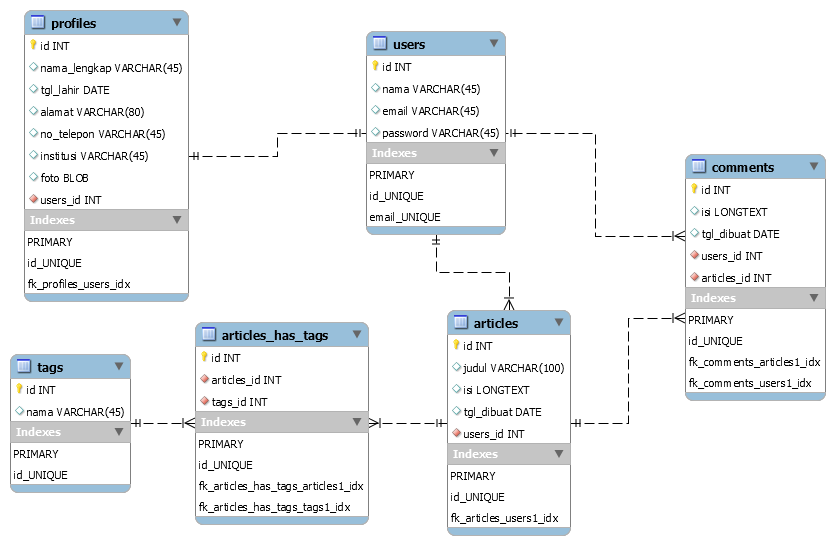 profiles
id INT
nama_lengkap VARCHAR(45)
tgl_lahir DATE
alamat VARCHAR(80)
no_telepon VARCHAR(45)
institusi VARCHAR(45)
foto BLOB
users_id INT
Indexes
PRIMARY
id_UNIQUE
fk_profiles_users_idx
users
id INT
nama VARCHAR(45)
email VARCHAR(45)
password VARCHAR(45)
Indexes
PRIMARY
id_UNIQUE
email_UNIQUE
comments
id INT
isi LONGTEXT
tgl_dibuat DATE
users_id INT
articles_id INT
Indexes
PRIMARY
id_UNIQUE
fk_comments_articles1_idx
fk_comments_users1_idx
tags
id INT
nama VARCHAR(45)
Indexes
PRIMARY
id_UNIQUE
articles_has_tags
id INT
articles_id INT
tags_id INT
Indexes
PRIMARY
id_UNIQUE
fk_articles_has_tags_articles1_idx
fk_articles_has_tags_tags1_idx
articles
id INT
judul VARCHAR(100)
isi LONGTEXT
tgl_dibuat DATE
users_id INT
Indexes
PRIMARY
id_UNIQUE
fk_articles_users1_idx